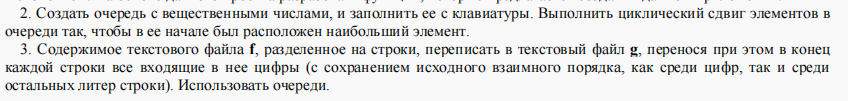 2. Создать очередь с вещественными числами, и заполнить ее с клавиатуры. Выполнить циклический сдвиг элементов в
очереди так, чтобы в ее начале был расположен наибольший элемент.
3. Содержимое текстового файла f, разделенное на строки, переписать в текстовый файл g, перенося при этом в конец
каждой строки все входящие в нее цифры (с сохранением исходного взаимного порядка, как среди цифр, так и среди
остальных литер строки). Использовать очереди.